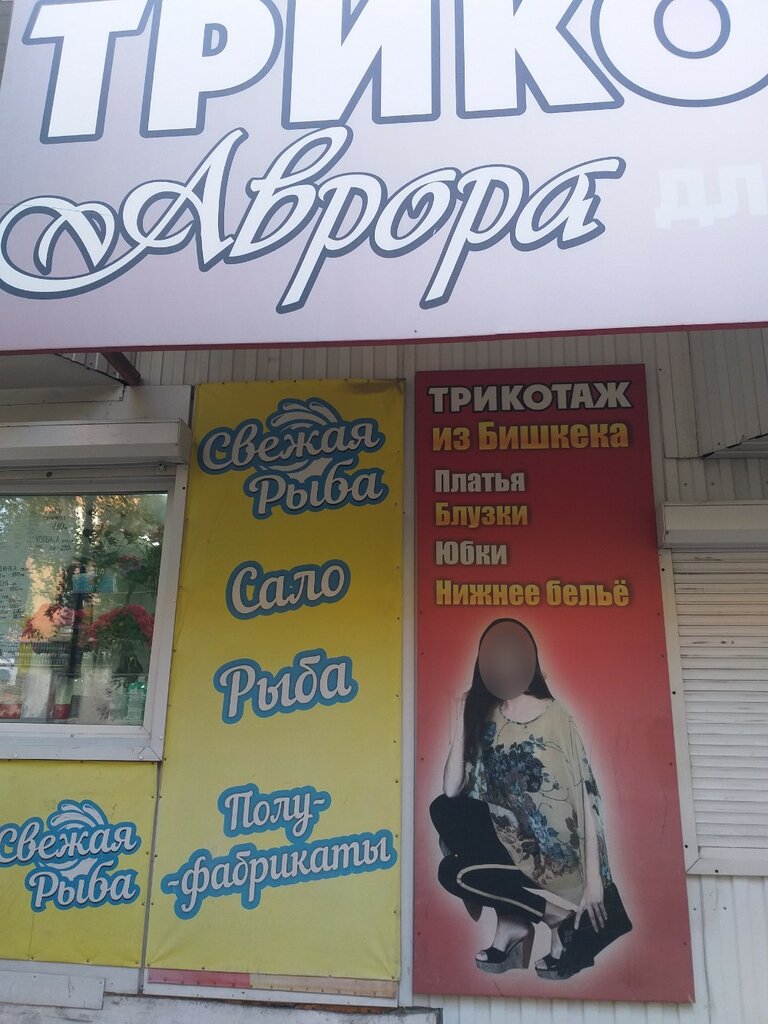 ТРИКО
Аврора
дл
Свежая
Рыба
Сало
Рыба
Полу-
-фабрикаты
Свежая
Рыба
ТРИКОТАЖ
из Бишкека
Платья
Блузки
Юбки
Нижнее бельё